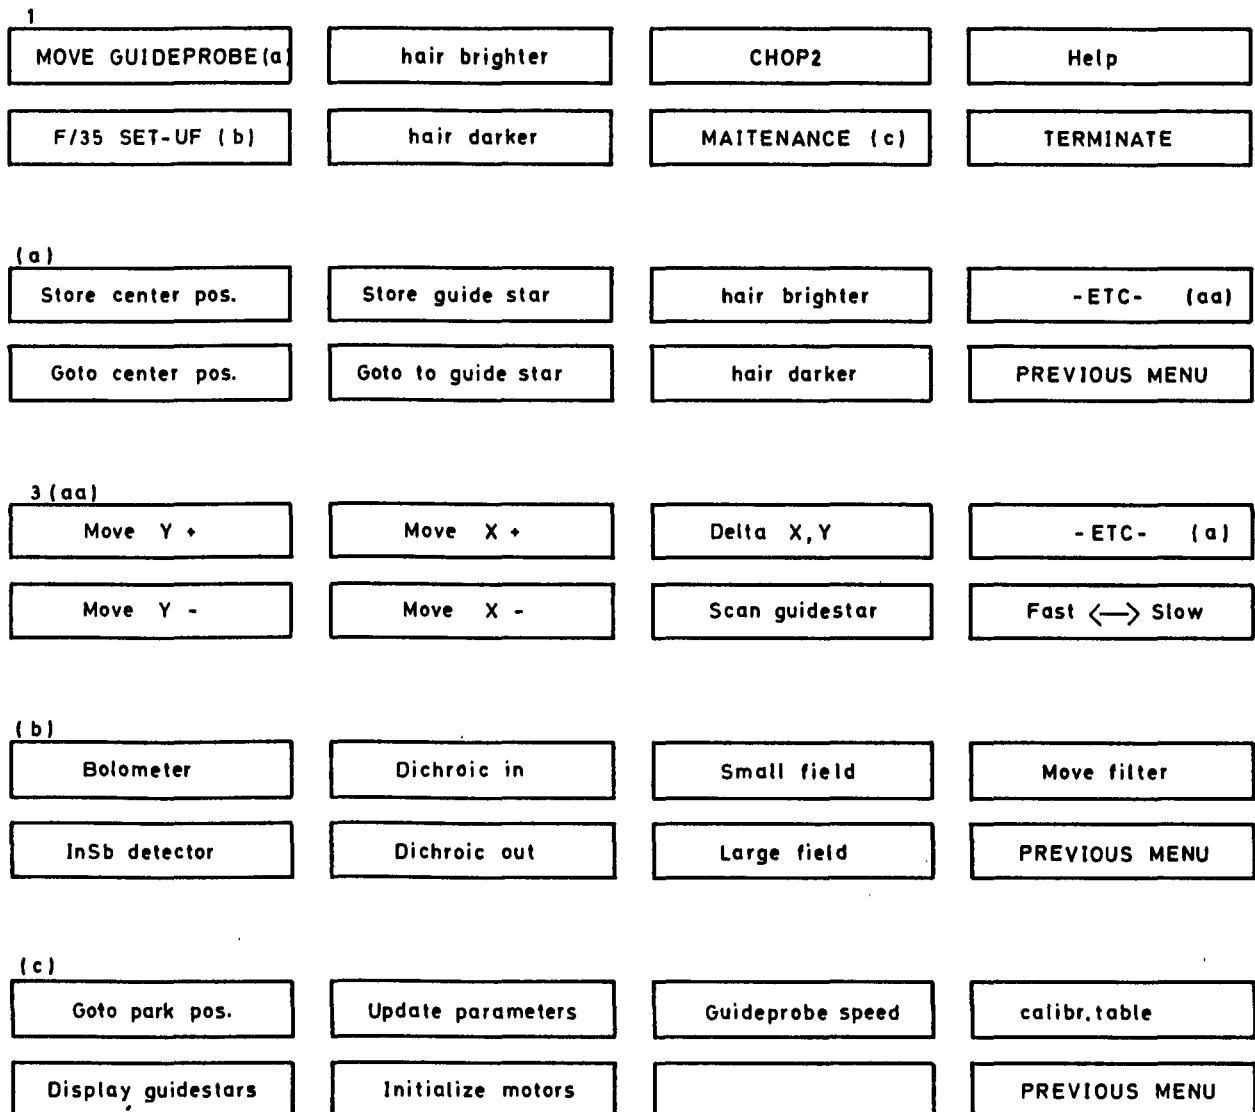 1
MOVE GUIDEPROBE(a)
hair brighter
CHOP2
Help
F/35 SET-UF (b)
hair darker
MAITENANCE (c)
TERMINATE
(a)
Store center pos.
Store guide star
hair brighter
-ETC- (aa)
Goto center pos.
Goto to guide star
hair darker
PREVIOUS MENU
3 (aa)
Move Y +
Move X +
Delta X, Y
-ETC- (a)
Move Y -
Move X -
Scan guidestar
Fast <—> Slow
(b)
Bolometer
Dichroic in
Small field
Move filter
InSb detector
Dichroic out
Large field
PREVIOUS MENU
(c)
Goto park pos.
Update parameters
Guideprobe speed
calibr.table
Display guidestars
Initialize motors
PREVIOUS MENU